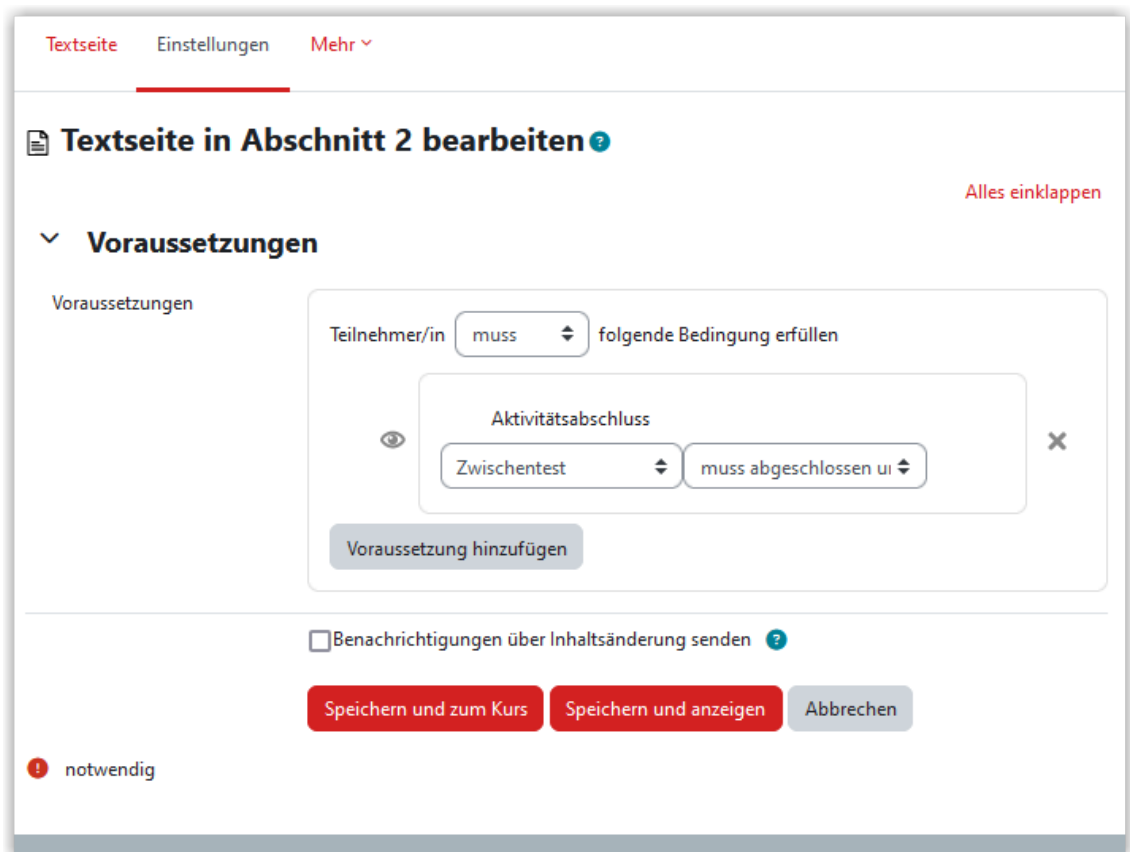 Textseite Einstellungen Mehr
Textseite in Abschnitt 2 bearbeiten ?
Alles einklappen
Voraussetzungen
Voraussetzungen
Teilnehmer/in muss folgende Bedingung erfüllen
Aktivitätsabschluss
Zwischentest muss abgeschlossen
Voraussetzung hinzufügen
Benachrichtigungen über Inhaltsänderung senden ?
Speichern und zum Kurs Speichern und anzeigen Abbrechen
! notwendig